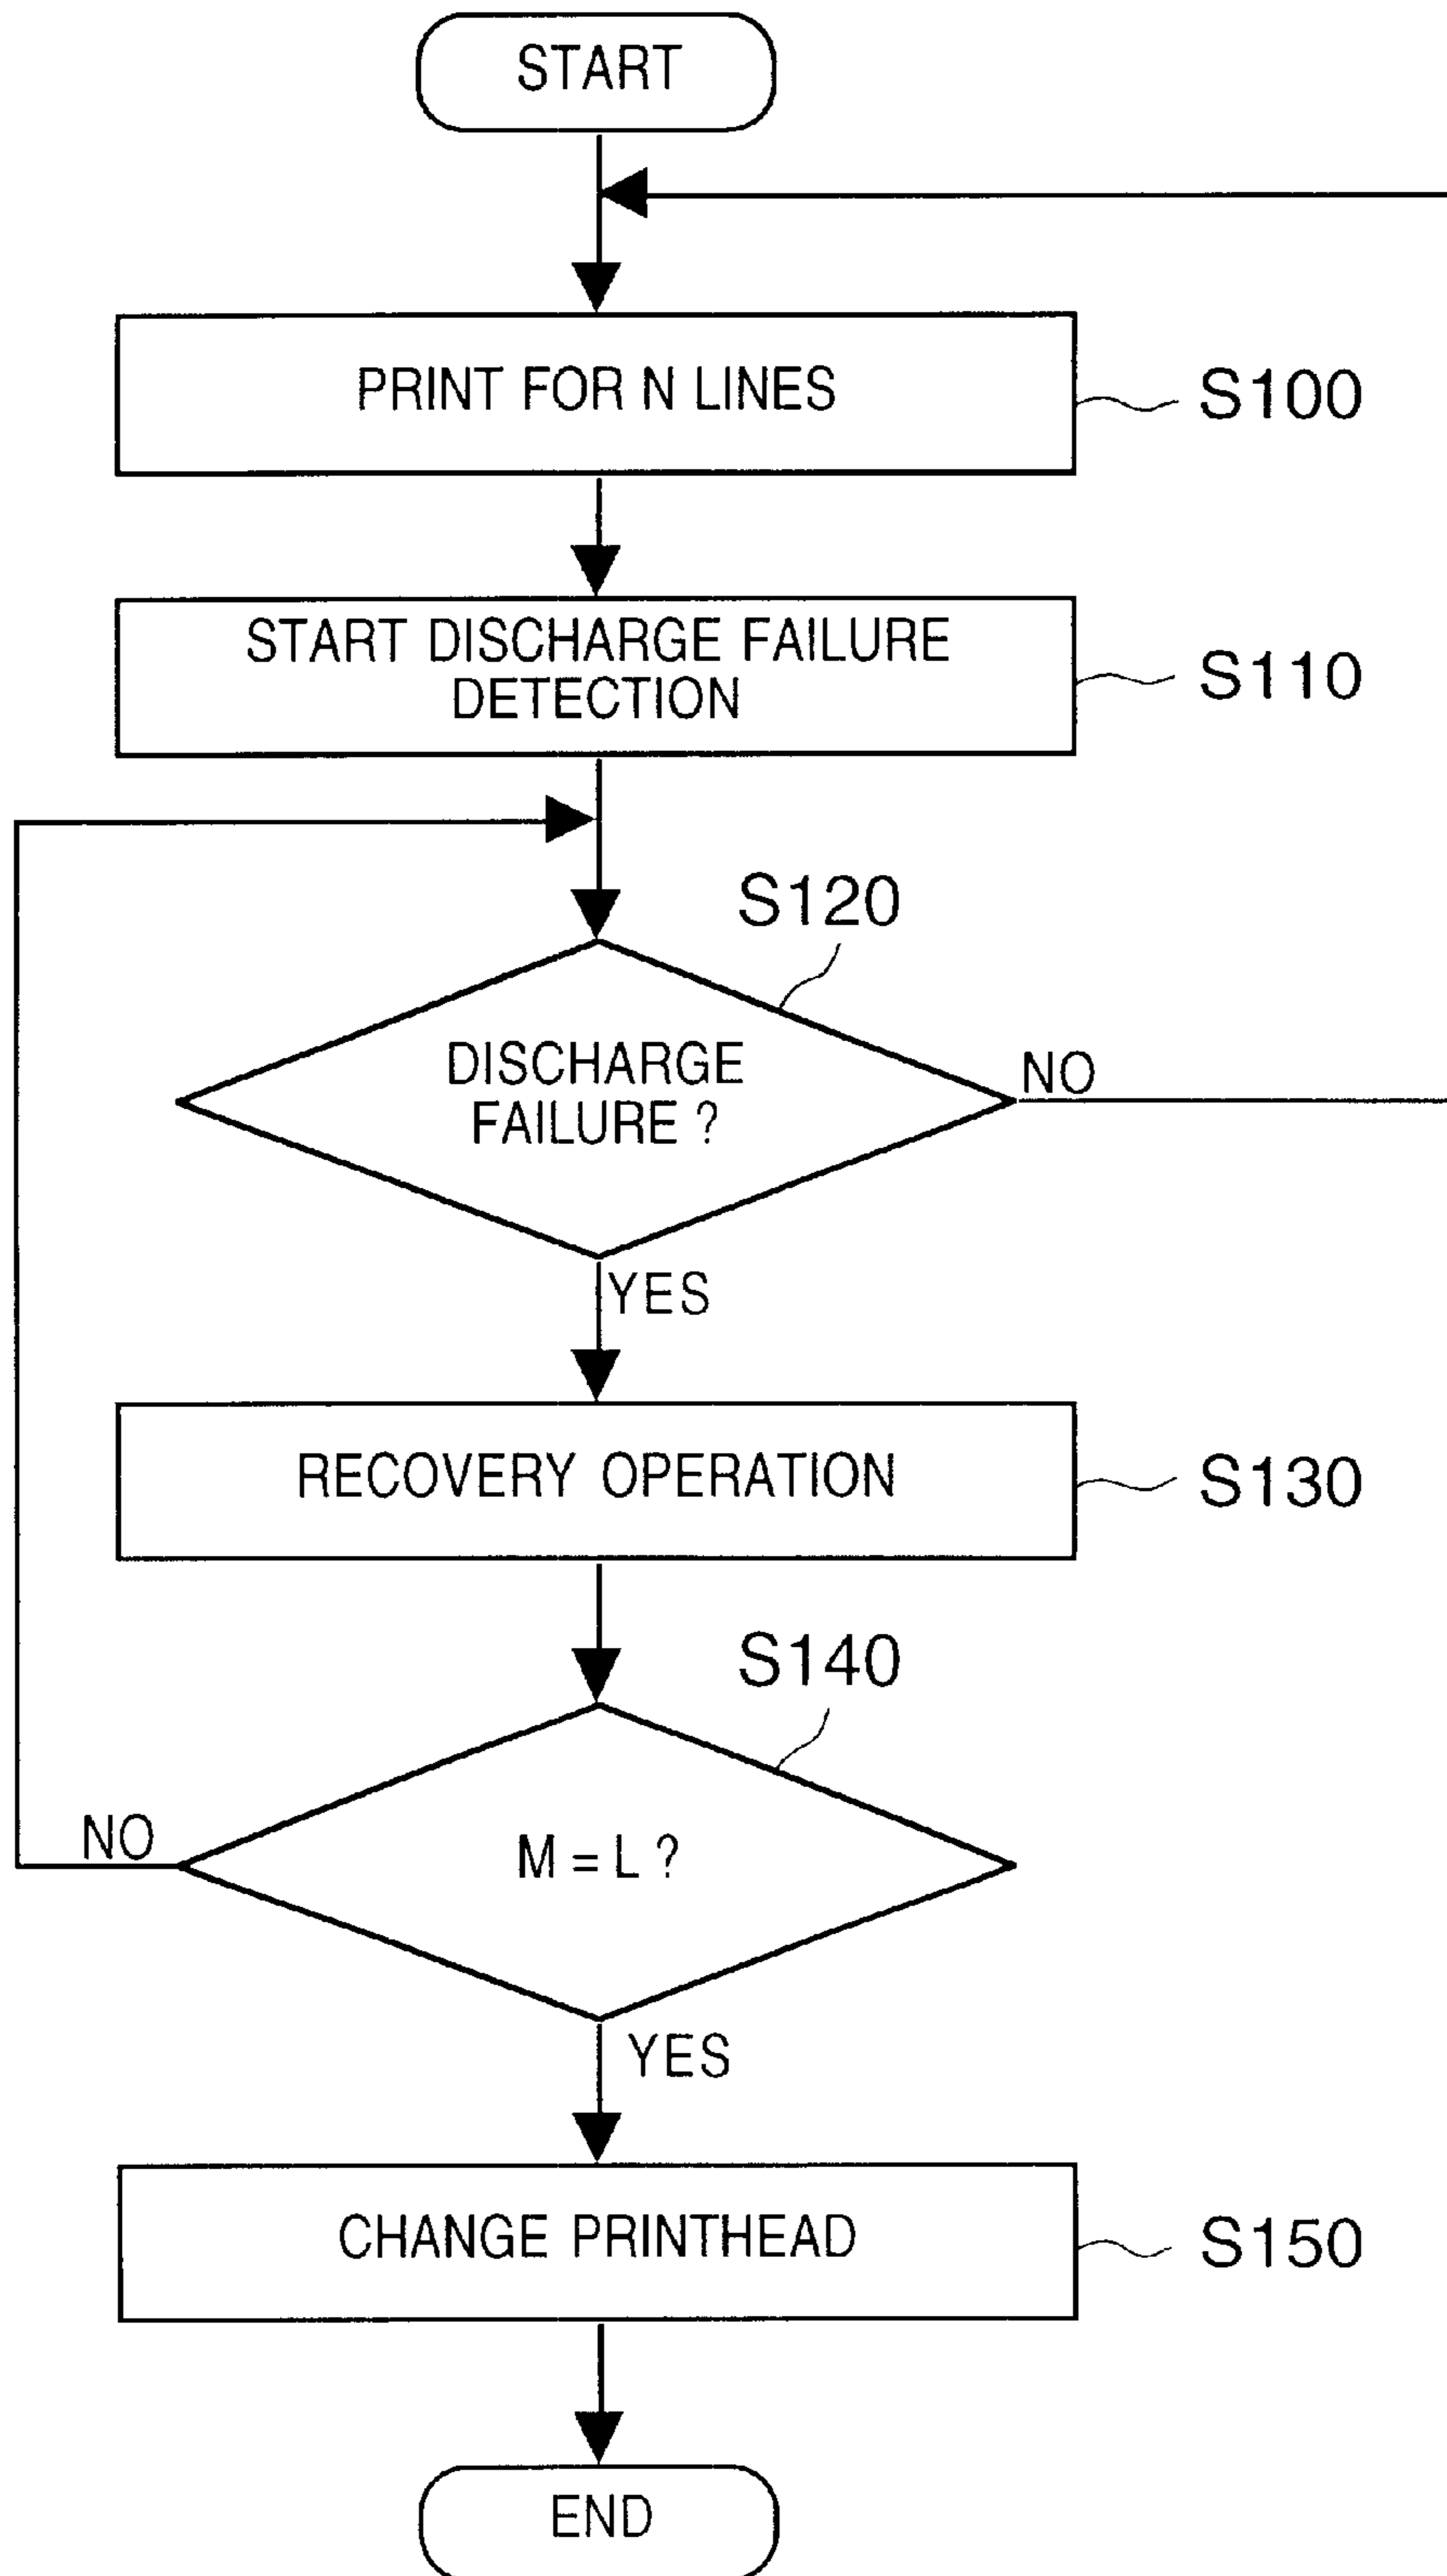 START
PRINT FOR N LINES
S100
START DISCHARGE FAILURE
DETECTION
S110
S120
DISCHARGE
FAILURE ?
NO
YES
RECOVERY OPERATION
S130
S140
M = L ?
NO
YES
CHANGE PRINTHEAD
S150
END